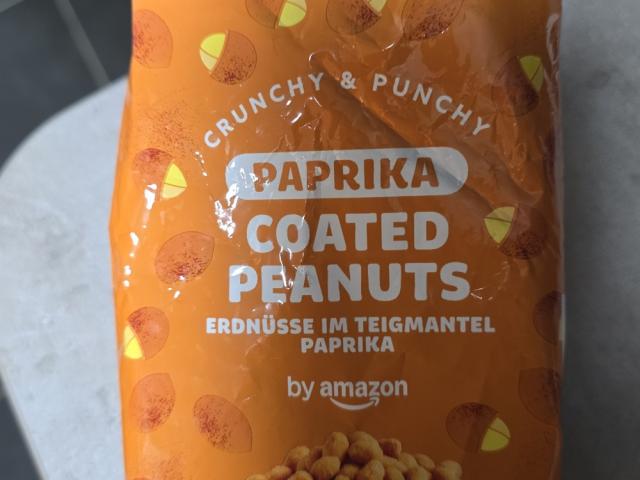 CRUNCHY & PUNCHY
PAPRIKA
COATED
PEANUTS
ERDNÜSSE IM TEIGMANTEL
PAPRIKA
by amazon